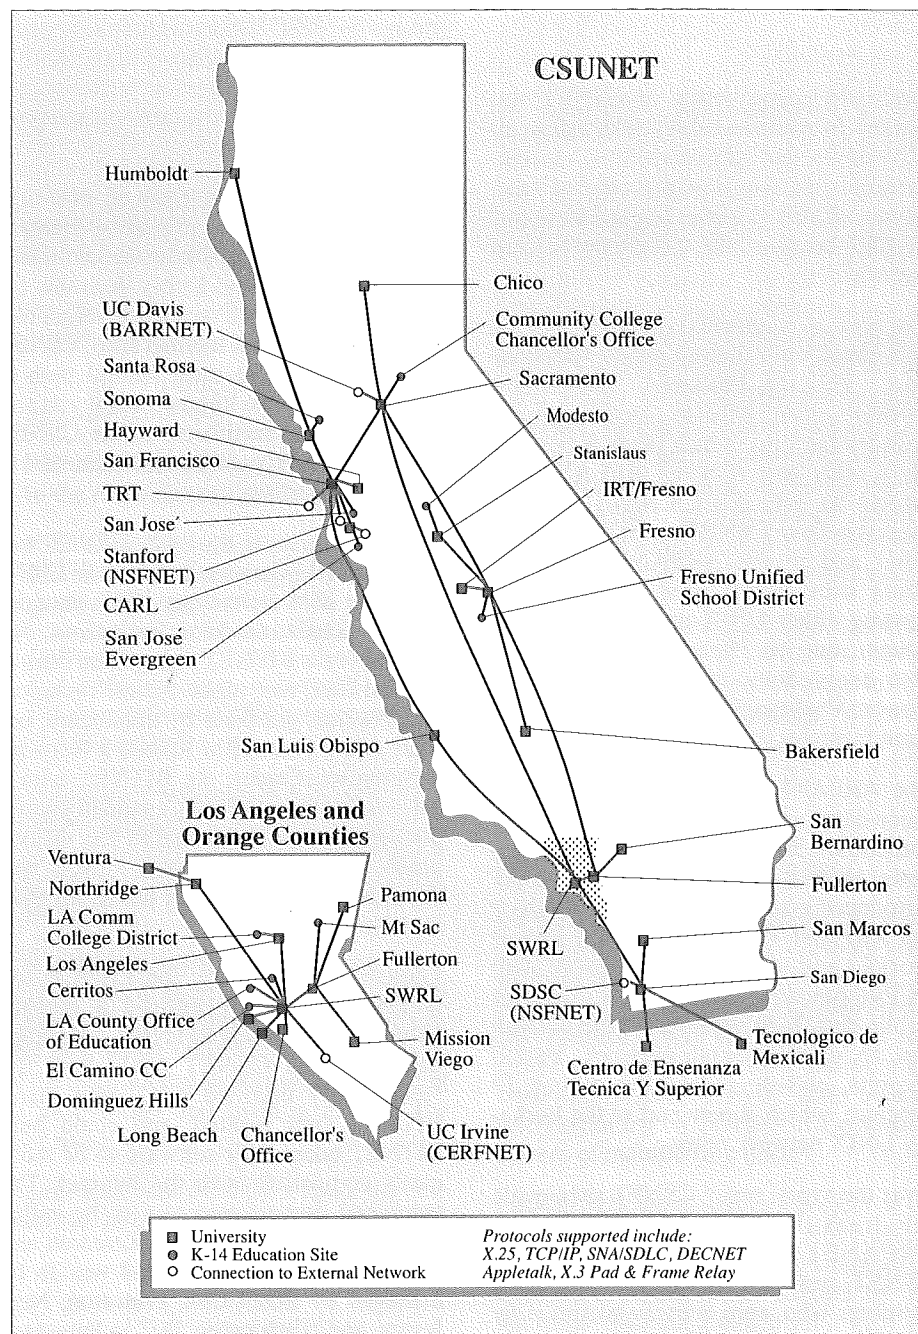 CSUNET
Humboldt
Chico
UC Davis
(BARRNET)
Community College
Chancellor's Office
Santa Rosa
Sacramento
Sonoma
Modesto
Hayward
Stanislaus
San Francisco
IRT/Fresno
TRT
San José
Fresno
Stanford
(NSFNET)
Fresno Unified
School District
CARL
San José
Evergreen
San Luis Obispo
Bakersfield
Los Angeles and
Orange Counties
San
Bernardino
Ventura
Northridge
Pamona
Fullerton
LA Comm
College District
Mt Sac
San Marcos
Los Angeles
Fullerton
SWRL
San Diego
Cerritos
SWRL
SDSC
(NSFNET)
LA County Office
of Education
Mission
Viego
Tecnologico de
Mexicali
El Camino CC
Centro de Ensenanza
Tecnica Y Superior
Dominguez Hills
Long Beach
Chancellor's
Office
UC Irvine
(CERFNET)
University
K-14 Education Site
Connection to External Network
Protocols supported include:
X.25, TCP/IP, SNA/SDLC, DECNET
Appletalk, X.3 Pad & Frame Relay